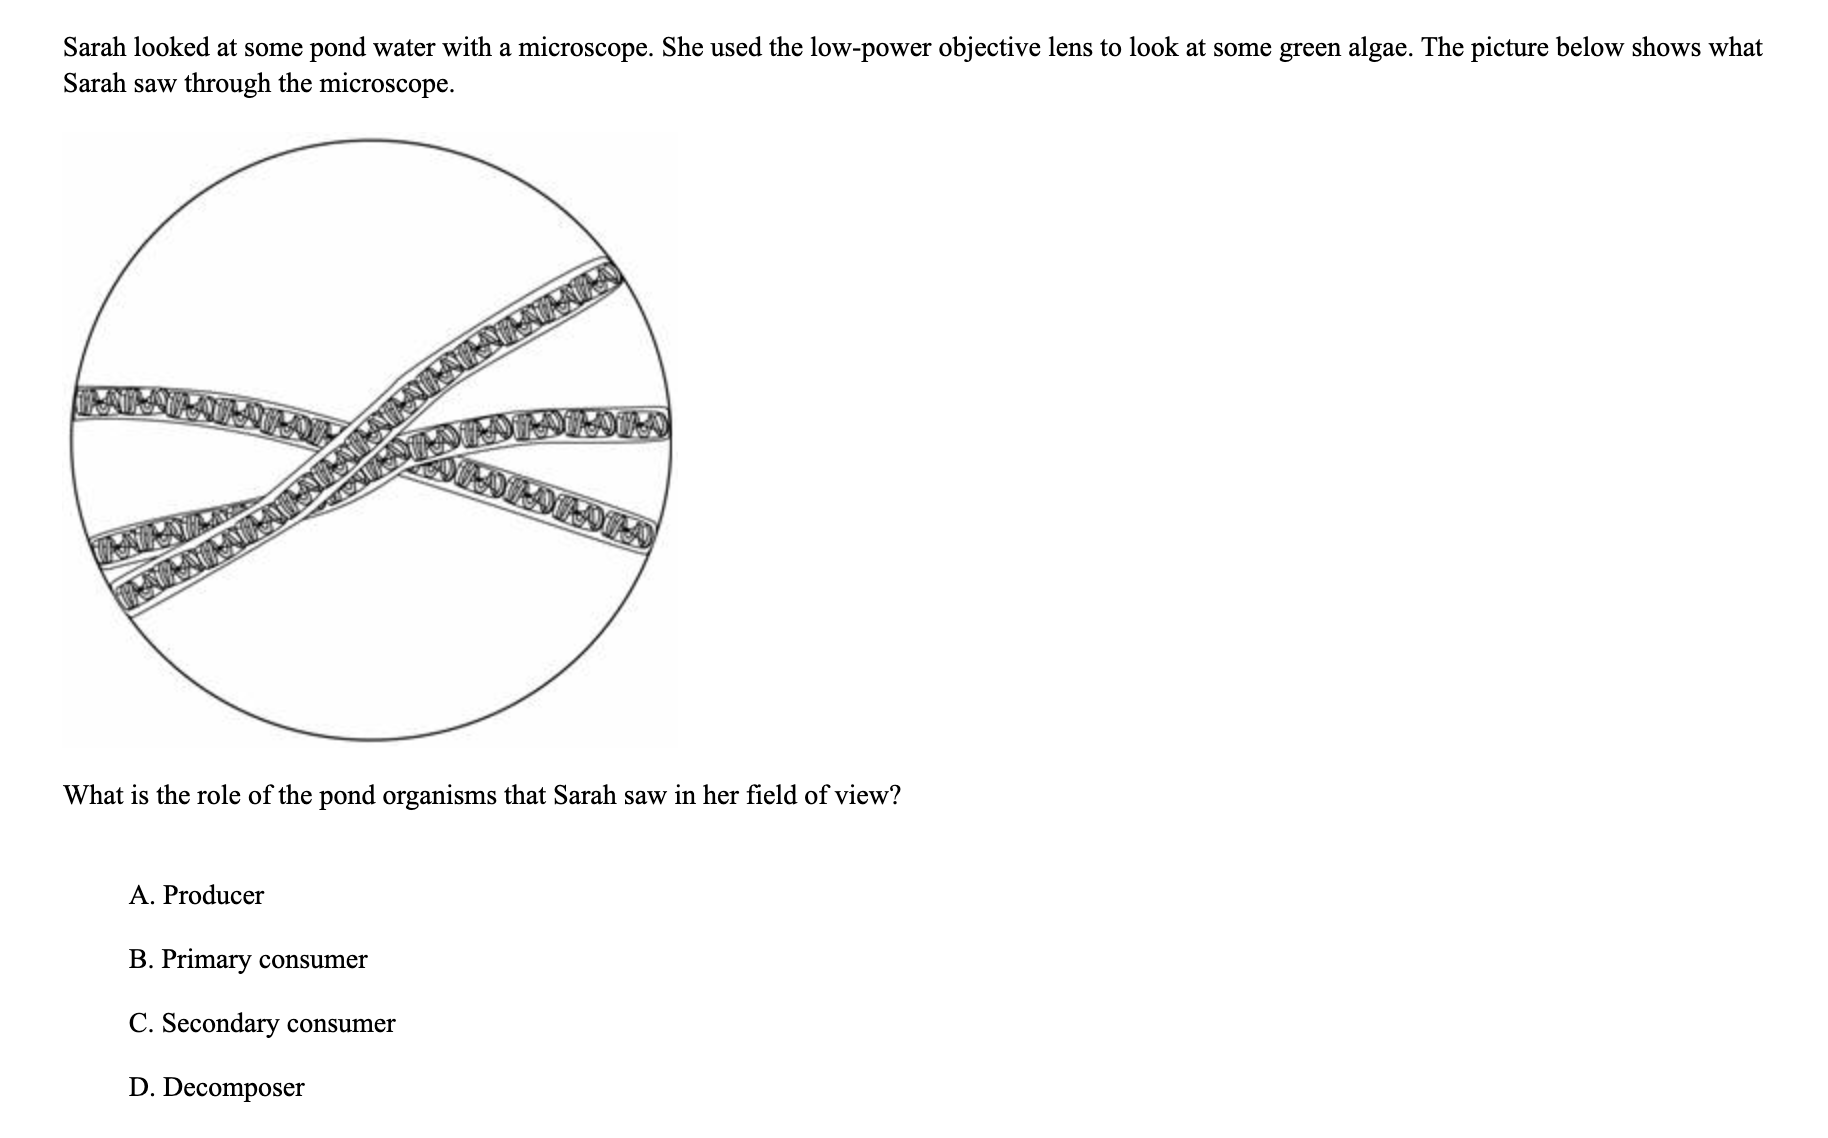 Sarah looked at some pond water with a microscope. She used the low-power objective lens to look at some green algae. The picture below shows what
Sarah saw through the microscope.
What is the role of the pond organisms that Sarah saw in her field of view?
A. Producer
B. Primary consumer
C. Secondary consumer
D. Decomposer